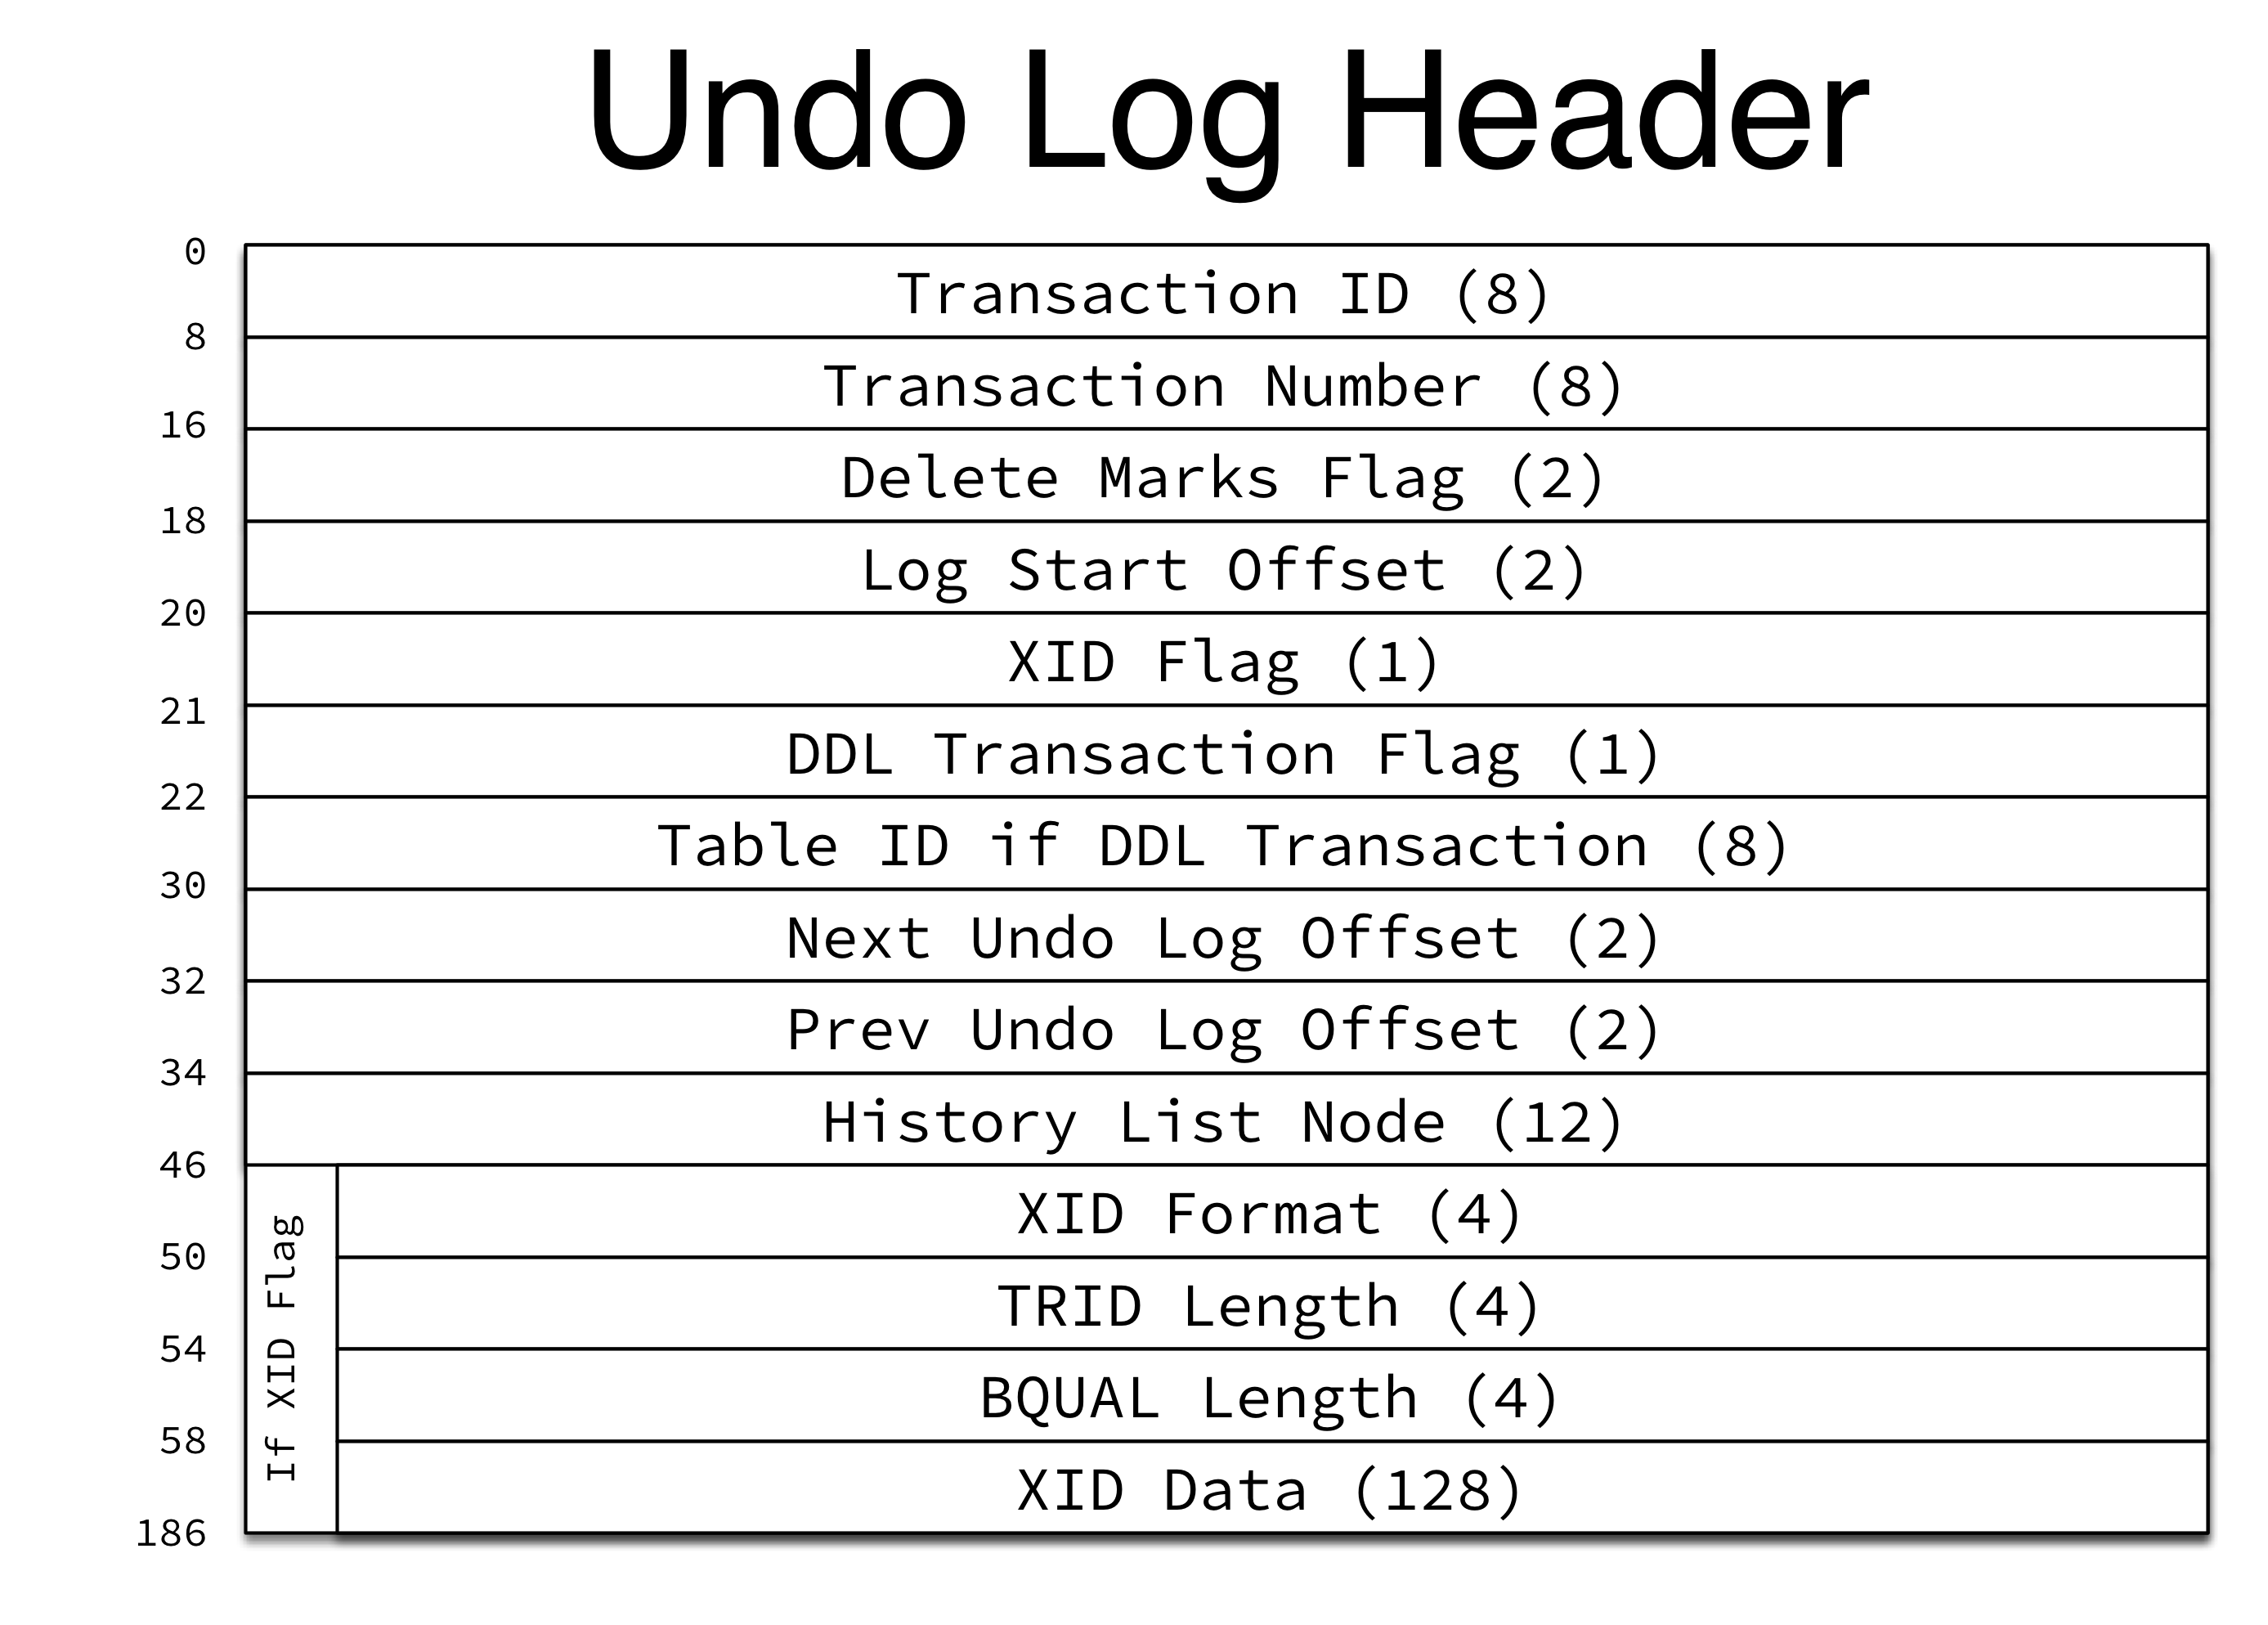 Undo Log Header
0
Transaction ID (8)
8
Transaction Number (8)
16
Delete Marks Flag (2)
18
Log Start Offset (2)
20
XID Flag (1)
21
DDL Transaction Flag (1)
22
Table ID if DDL Transaction (8)
30
Next Undo Log Offset (2)
32
Prev Undo Log Offset (2)
34
History List Node (12)
46
If XID Flag
XID Format (4)
50
TRID Length (4)
54
BQUAL Length (4)
58
XID Data (128)
186